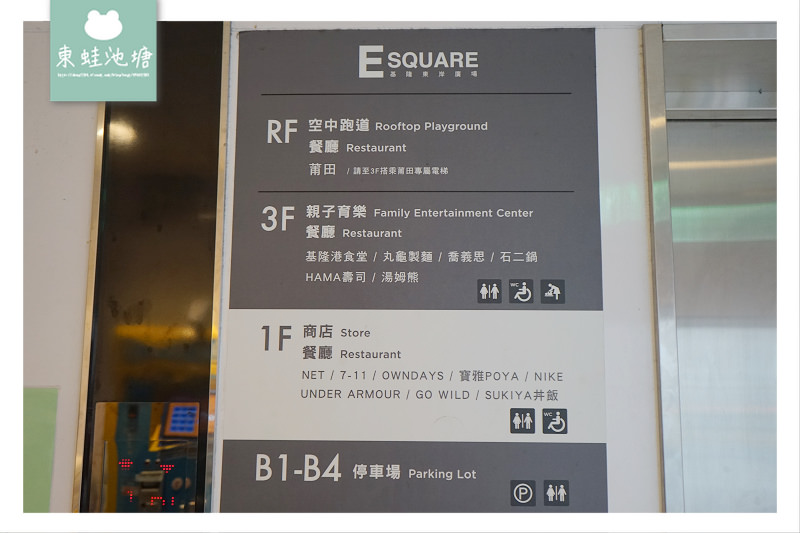 東蛙池塘
ESQUARE
基隆東岸廣場
RF 空中跑道 Rooftop Playground
餐廳 Restaurant
莆田 / 請至3F搭乘莆田專屬電梯
3F 親子育樂 Family Entertainment Center
餐廳 Restaurant
基隆港食堂 / 丸龜製麵 / 喬義思 / 石二鍋
HAMA壽司 / 湯姆熊
WC
1F 商店 Store
餐廳 Restaurant
NET / 7-11 / OWNDAYS / 寶雅POYA / NIKE
UNDER ARMOUR / GO WILD / SUKIYA丼飯
WC
B1-B4 停車場 Parking Lot
P